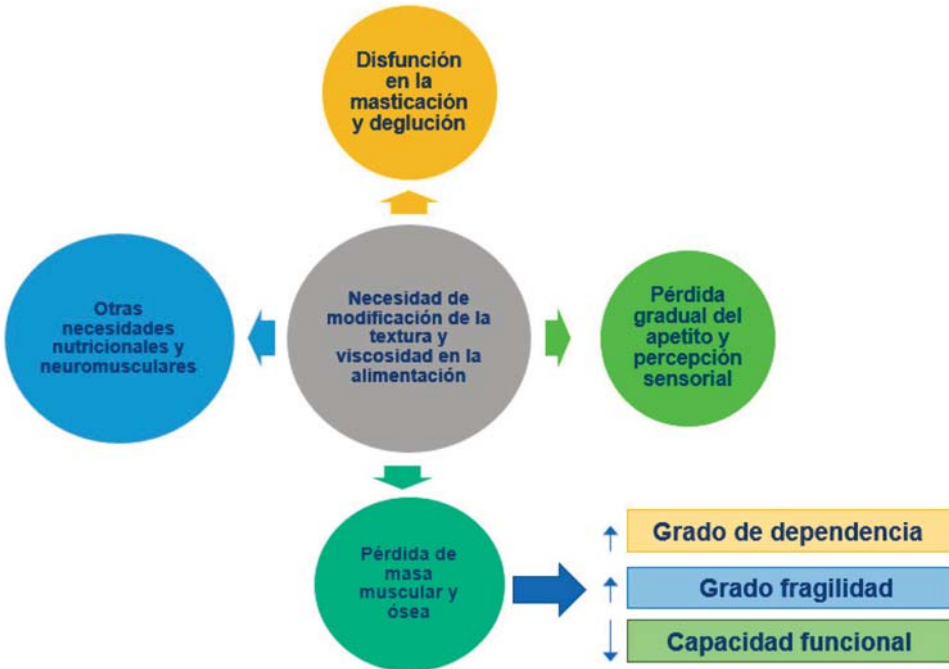 Disfunción
en la
masticación
y deglución
Otras
necesidades
nutricionales y
neuromusculares
Necesidad de
modificación de la
textura y
viscosidad en la
alimentación
Pérdida
gradual del
apetito y
percepción
sensorial
Pérdida de
masa
muscular y
ósea
Grado de dependencia
Grado fragilidad
Capacidad funcional